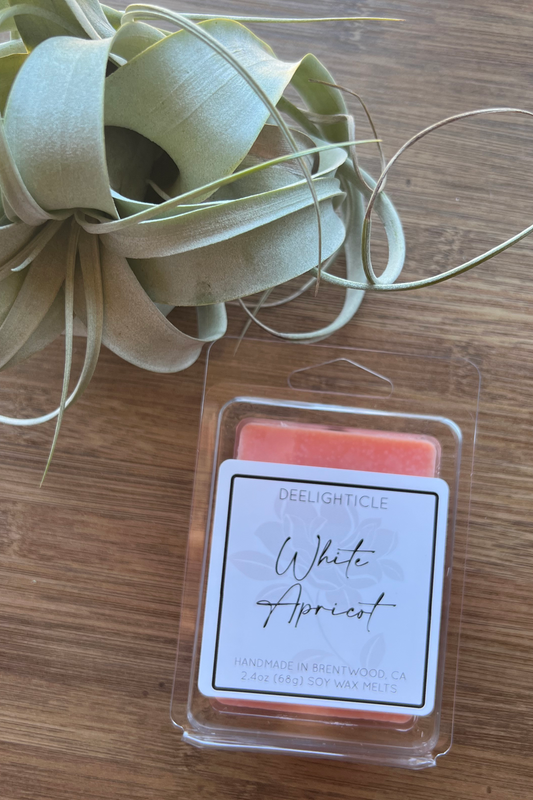 DEELIGHTICLE
White
Apricot
HANDMADE IN BRENTWOOD, CA
2.4oz (68g) SOY WAX MELTS